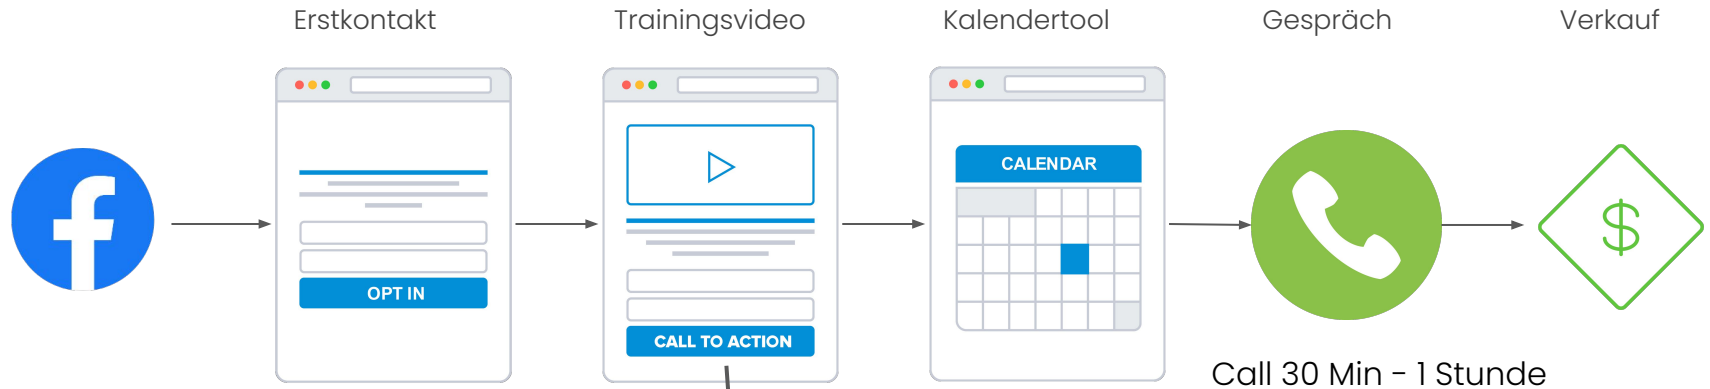 Erstkontakt
Trainingsvideo
Kalendertool
Gespräch
Verkauf
OPT IN
CALL TO ACTION
CALENDAR
Call 30 Min - 1 Stunde